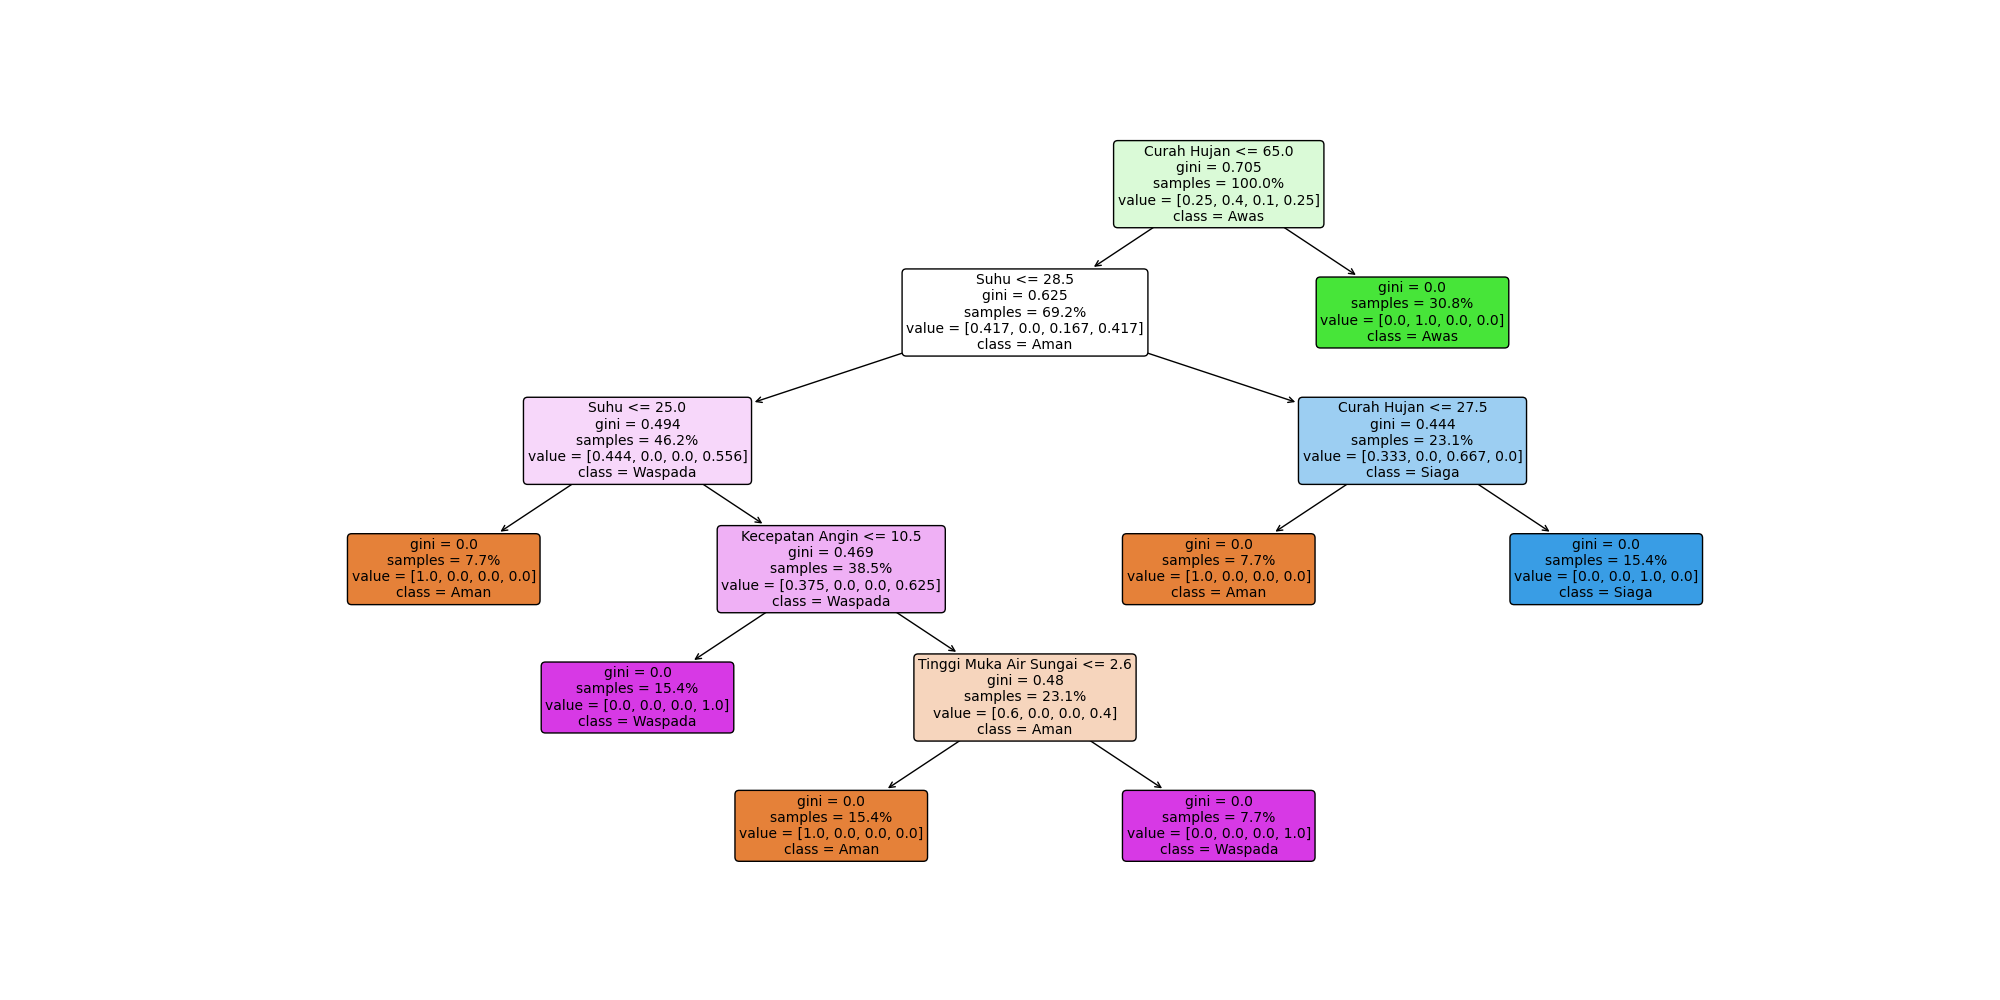 Curah Hujan <= 65.0
gini = 0.705
samples = 100.0%
value = [0.25, 0.4, 0.1, 0.25]
class = Awas
Suhu <= 28.5
gini = 0.625
samples = 69.2%
value = [0.417, 0.0, 0.167, 0.417]
class = Aman
gini = 0.0
samples = 30.8%
value = [0.0, 1.0, 0.0, 0.0]
class = Awas
Suhu <= 25.0
gini = 0.494
samples = 46.2%
value = [0.444, 0.0, 0.0, 0.556]
class = Waspada
Curah Hujan <= 27.5
gini = 0.444
samples = 23.1%
value = [0.333, 0.0, 0.667, 0.0]
class = Siaga
gini = 0.0
samples = 7.7%
value = [1.0, 0.0, 0.0, 0.0]
class = Aman
Kecepatan Angin <= 10.5
gini = 0.469
samples = 38.5%
value = [0.375, 0.0, 0.0, 0.625]
class = Waspada
gini = 0.0
samples = 7.7%
value = [1.0, 0.0, 0.0, 0.0]
class = Aman
gini = 0.0
samples = 15.4%
value = [0.0, 0.0, 1.0, 0.0]
class = Siaga
gini = 0.0
samples = 15.4%
value = [0.0, 0.0, 0.0, 1.0]
class = Waspada
Tinggi Muka Air Sungai <= 2.6
gini = 0.48
samples = 23.1%
value = [0.6, 0.0, 0.0, 0.4]
class = Aman
gini = 0.0
samples = 15.4%
value = [1.0, 0.0, 0.0, 0.0]
class = Aman
gini = 0.0
samples = 7.7%
value = [0.0, 0.0, 0.0, 1.0]
class = Waspada